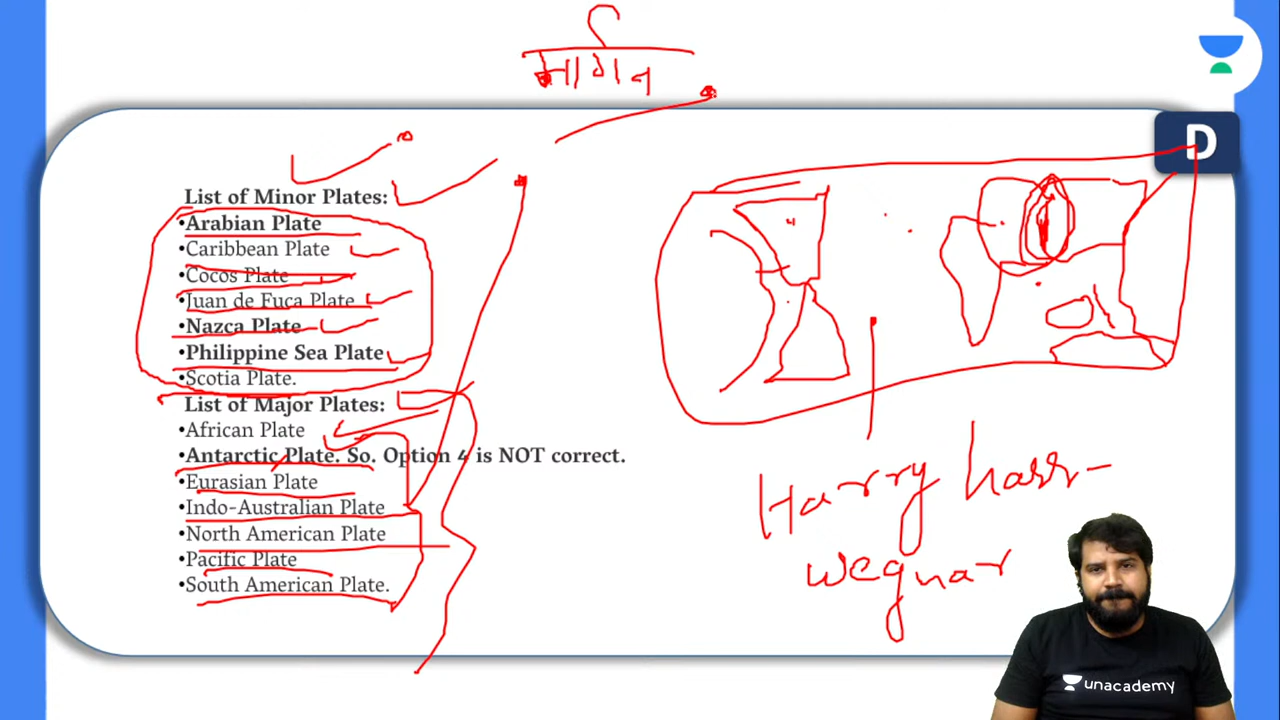 D
List of Minor Plates:
•Arabian Plate
•Caribbean Plate
•Cocos Plate
•Juan de Fuca Plate
•Nazca Plate
•Philippine Sea Plate
•Scotia Plate.
List of Major Plates:
•African Plate
•Antarctic Plate. So. Option 4 is NOT correct.
•Eurasian Plate
•Indo-Australian Plate
•North American Plate
•Pacific Plate
•South American Plate.
Harry hass-
wegnar
unacademy